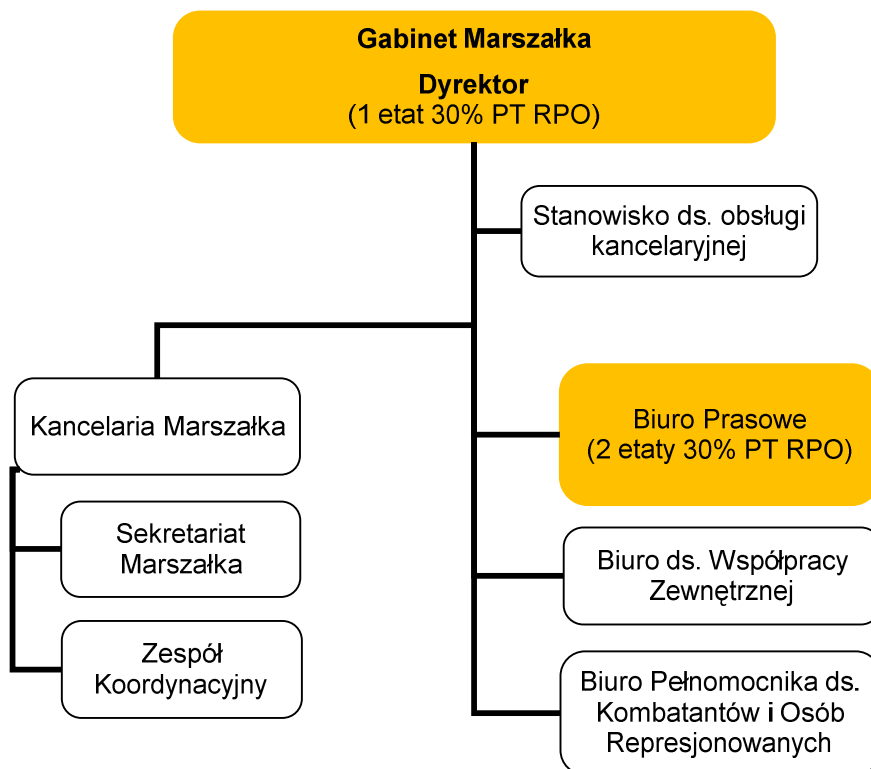 Gabinet Marszałka
Dyrektor
(1 etat 30% PT RPO)
Stanowisko ds. obsługi
kancelaryjnej
Kancelaria Marszałka
Sekretariat
Marszałka
Zespół
Koordynacyjny
Biuro Prasowe
(2 etaty 30% PT RPO)
Biuro ds. Współpracy
Zewnętrznej
Biuro Pełnomocnika ds.
Kombatantów i Osób
Represjonowanych